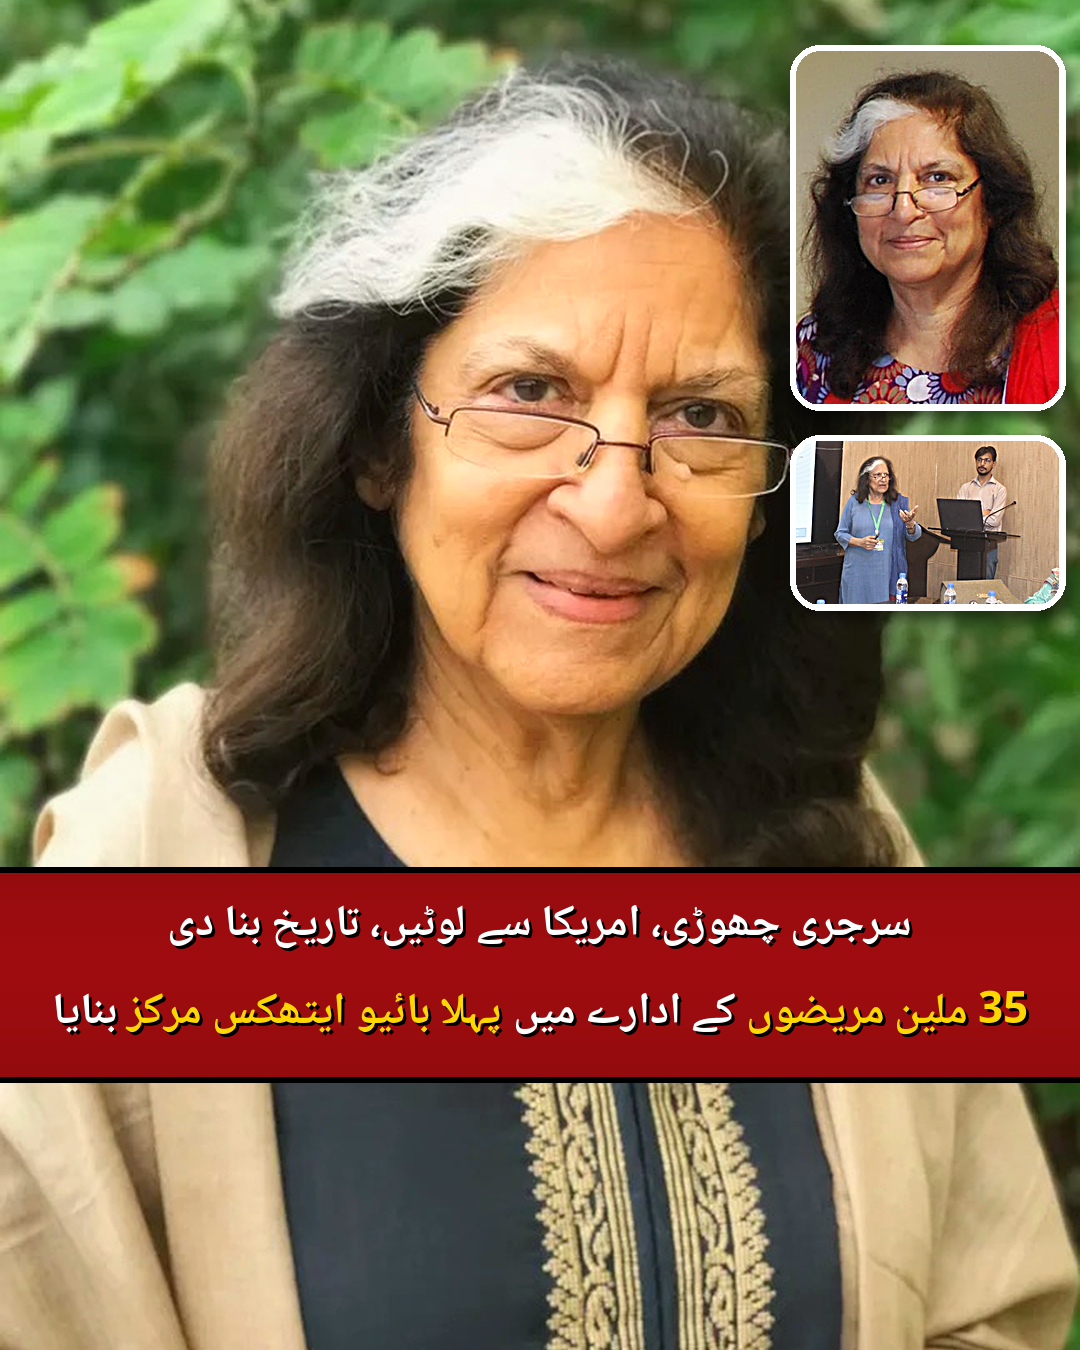 سرجری چھوڑی، امریکا سے لوٹیں، تاریخ بنا دی
35 ملین مریضوں کے ادارے میں پہلا بائیو ایتھکس مرکز بنایا